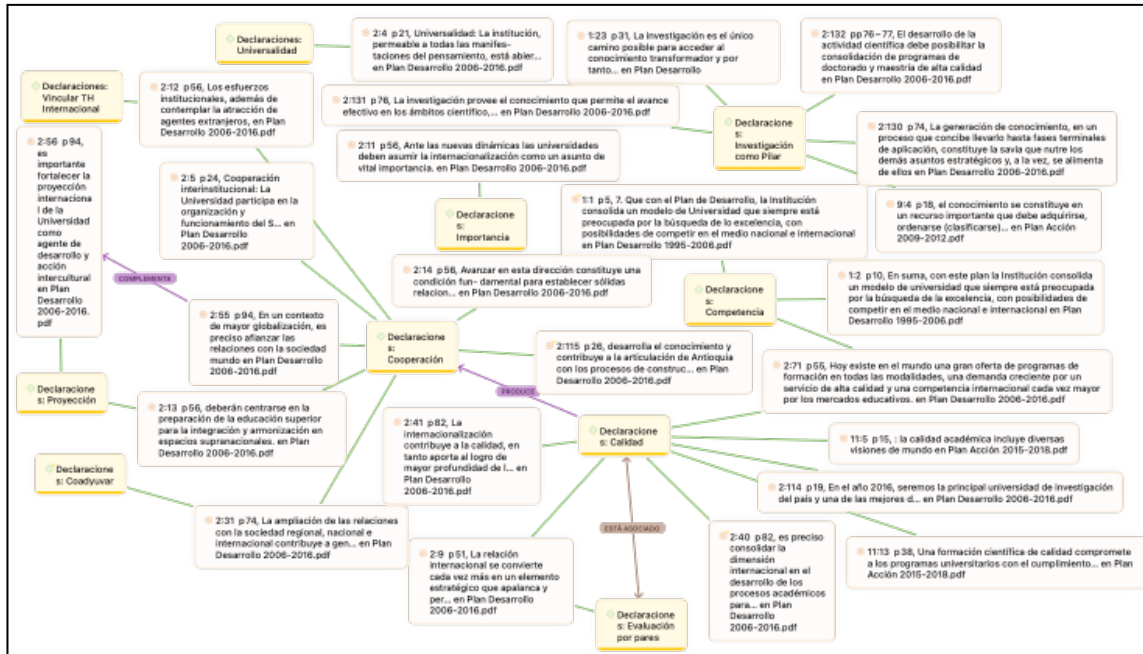 Declaraciones:
Universalidad
2:4 p21, Universalidad: La institución,
permeable a todas las manifes-
taciones del pensamiento, está abier...
en Plan Desarrollo 2006-2016.pdf
1:23 p31, La investigación es el único
camino posible para acceder al
conocimiento transformador y por
tanto... en Plan Desarrollo
2:132 pp76–77, El desarrollo de la
actividad científica debe posibilitar la
consolidación de programas de
doctorado y maestría de alta calidad
en Plan Desarrollo 2006-2016.pdf
Declaraciones:
Vincular TH
Internacional
2:12 p56, Los esfuerzos
institucionales, además de
contemplar la atracción de
agentes extranjeros, en Plan
Desarrollo 2006-2016.pdf
2:131 p76, La investigación provee el conocimiento que permite el avance
efectivo en los ámbitos científico,... en Plan Desarrollo 2006-2016.pdf
Declaracione
s:
Investigación
como Pilar
2:130 p74, La generación de conocimiento, en un
proceso que concibe llevarlo hasta fases terminales
de aplicación, constituye la savia que nutre los
demás asuntos estratégicos y, a la vez, se alimenta
de ellos en Plan Desarrollo 2006-2016.pdf
2:56 p94,
es
importante
fortalecer la
proyección
internaciona
l de la
Universidad
como
agente de
desarrollo y
acción
intercultural
en Plan
Desarrollo
2006-2016.
pdf
2:11 p56, Ante las nuevas dinámicas las universidades
deben asumir la internacionalización como un asunto de
vital importancia. en Plan Desarrollo 2006-2016.pdf
2:5 p24, Cooperación
interinstitucional: La
Universidad participa en la
organización y
funcionamiento del S... en
Plan Desarrollo
2006-2016.pdf
Declaracione
s:
Importancia
1:1 p5, 7. Que con el Plan de Desarrollo, la Institución
consolida un modelo de Universidad que siempre está
preocupada por la búsqueda de lo excelencia, con
posibilidades de competir en el medio nacional e internacional
en Plan Desarrollo 1995-2006.pdf
9:4 p18, el conocimiento se constituye en
un recurso importante que debe adquirirse,
ordenarse (clasificarse)... en Plan Acción
2009-2012.pdf
COMPLEMENTA
2:14 p56, Avanzar en esta dirección constituye una
condición fun- damental para establecer sólidas
relacion... en Plan Desarrollo 2006-2016.pdf
Declaracione
s:
Competencia
1:2 p10, En suma, con este plan la Institución consolida
un modelo de universidad que siempre está preocupada
por la búsqueda de la excelencia, con posibilidades de
competir en el medio nacional e internacional en Plan
Desarrollo 1995-2006.pdf
2:55 p94, En un contexto
de mayor globalización, es
preciso afianzar las
relaciones con la sociedad
mundo en Plan Desarrollo
2006-2016.pdf
Declaracione
s:
Cooperación
2:115 p26, desarrolla el conocimiento y
contribuye a la articulación de Antioquia
con los procesos de construc... en Plan
Desarrollo 2006-2016.pdf
2:71 p55, Hoy existe en el mundo una gran oferta de programas de
formación en todas las modalidades, una demanda creciente por un
servicio de alta calidad y una competencia internacional cada vez mayor
por los mercados educativos. en Plan Desarrollo 2006-2016.pdf
Declaracione
s: Proyección
PRODUCE
2:13 p56, deberán centrarse en la
preparación de la educación superior
para la integración y armonización en
espacios supranacionales. en Plan
Desarrollo 2006-2016.pdf
2:41 p82, La
internacionalización
contribuye a la calidad, en
tanto aporta al logro de
mayor profundidad de l... en
Plan Desarrollo
2006-2016.pdf
Declaracione
s: Calidad
11:5 p15, : la calidad académica incluye diversas
visiones de mundo en Plan Acción 2015-2018.pdf
Declaracione
s: Coadyuvar
2:114 p19, En el año 2016, seremos la principal universidad de investigación
del país y una de las mejores d... en Plan Desarrollo 2006-2016.pdf
2:31 p74, La ampliación de las relaciones
con la sociedad regional, nacional e
internacional contribuye a gen... en Plan
Desarrollo 2006-2016.pdf
ESTÁ ASOCIADO
2:9 p51, La relación
internacional se convierte
cada vez más en un elemento
estratégico que apalanca y
per... en Plan Desarrollo
2006-2016.pdf
2:40 p82, es preciso
consolidar la
dimensión
internacional en el
desarrollo de los
procesos académicos
para... en Plan
Desarrollo
2006-2016.pdf
11:13 p38, Una formación científica de calidad compromete
a los programas universitarios con el cumplimiento... en Plan
Acción 2015-2018.pdf
Declaracione
s: Evaluación
por pares